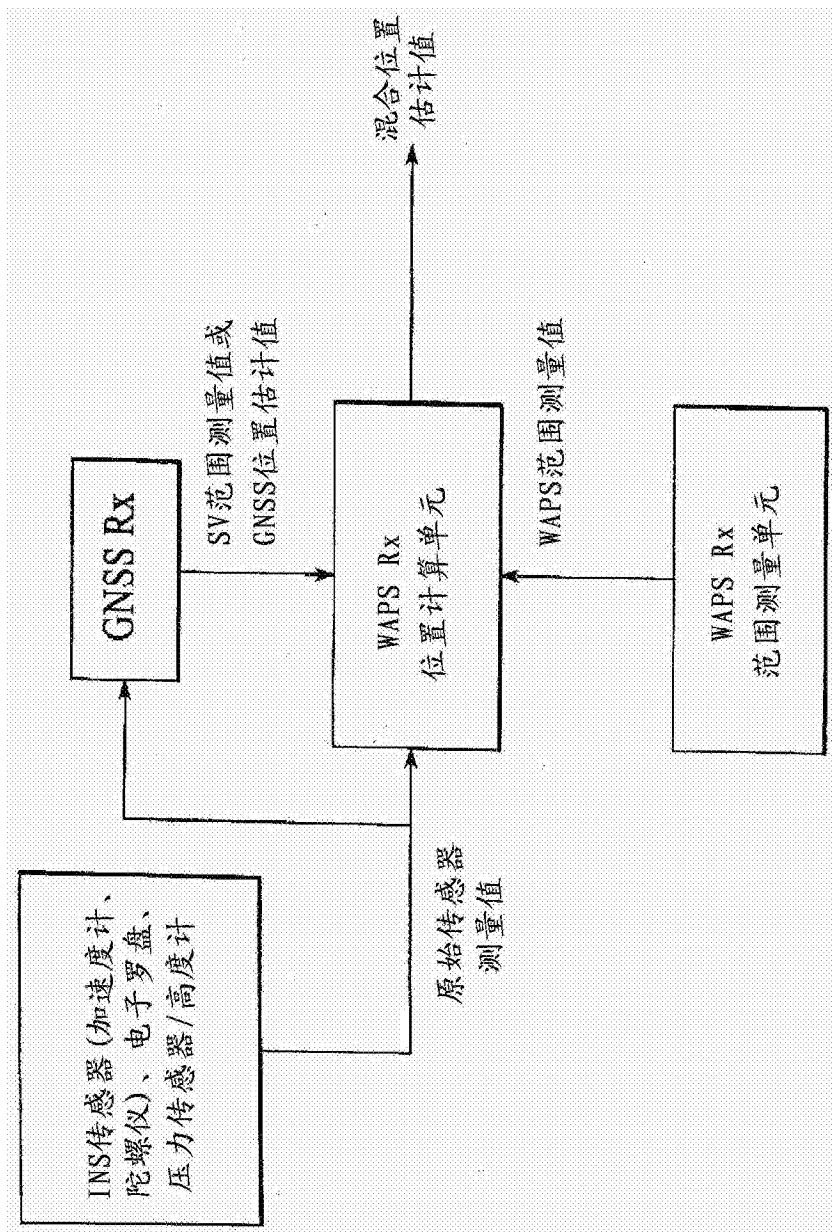 INS传感器(加速度计、
陀螺仪)、电子罗盘、
压力传感器/高度计
原始传感器
测量值
GNSS Rx
SV范围测量值或
GNSS位置估计值
WAPS Rx
位置计算单元
WAPS范围测量值
WAPS Rx
范围测量单元
混合位置
估计值